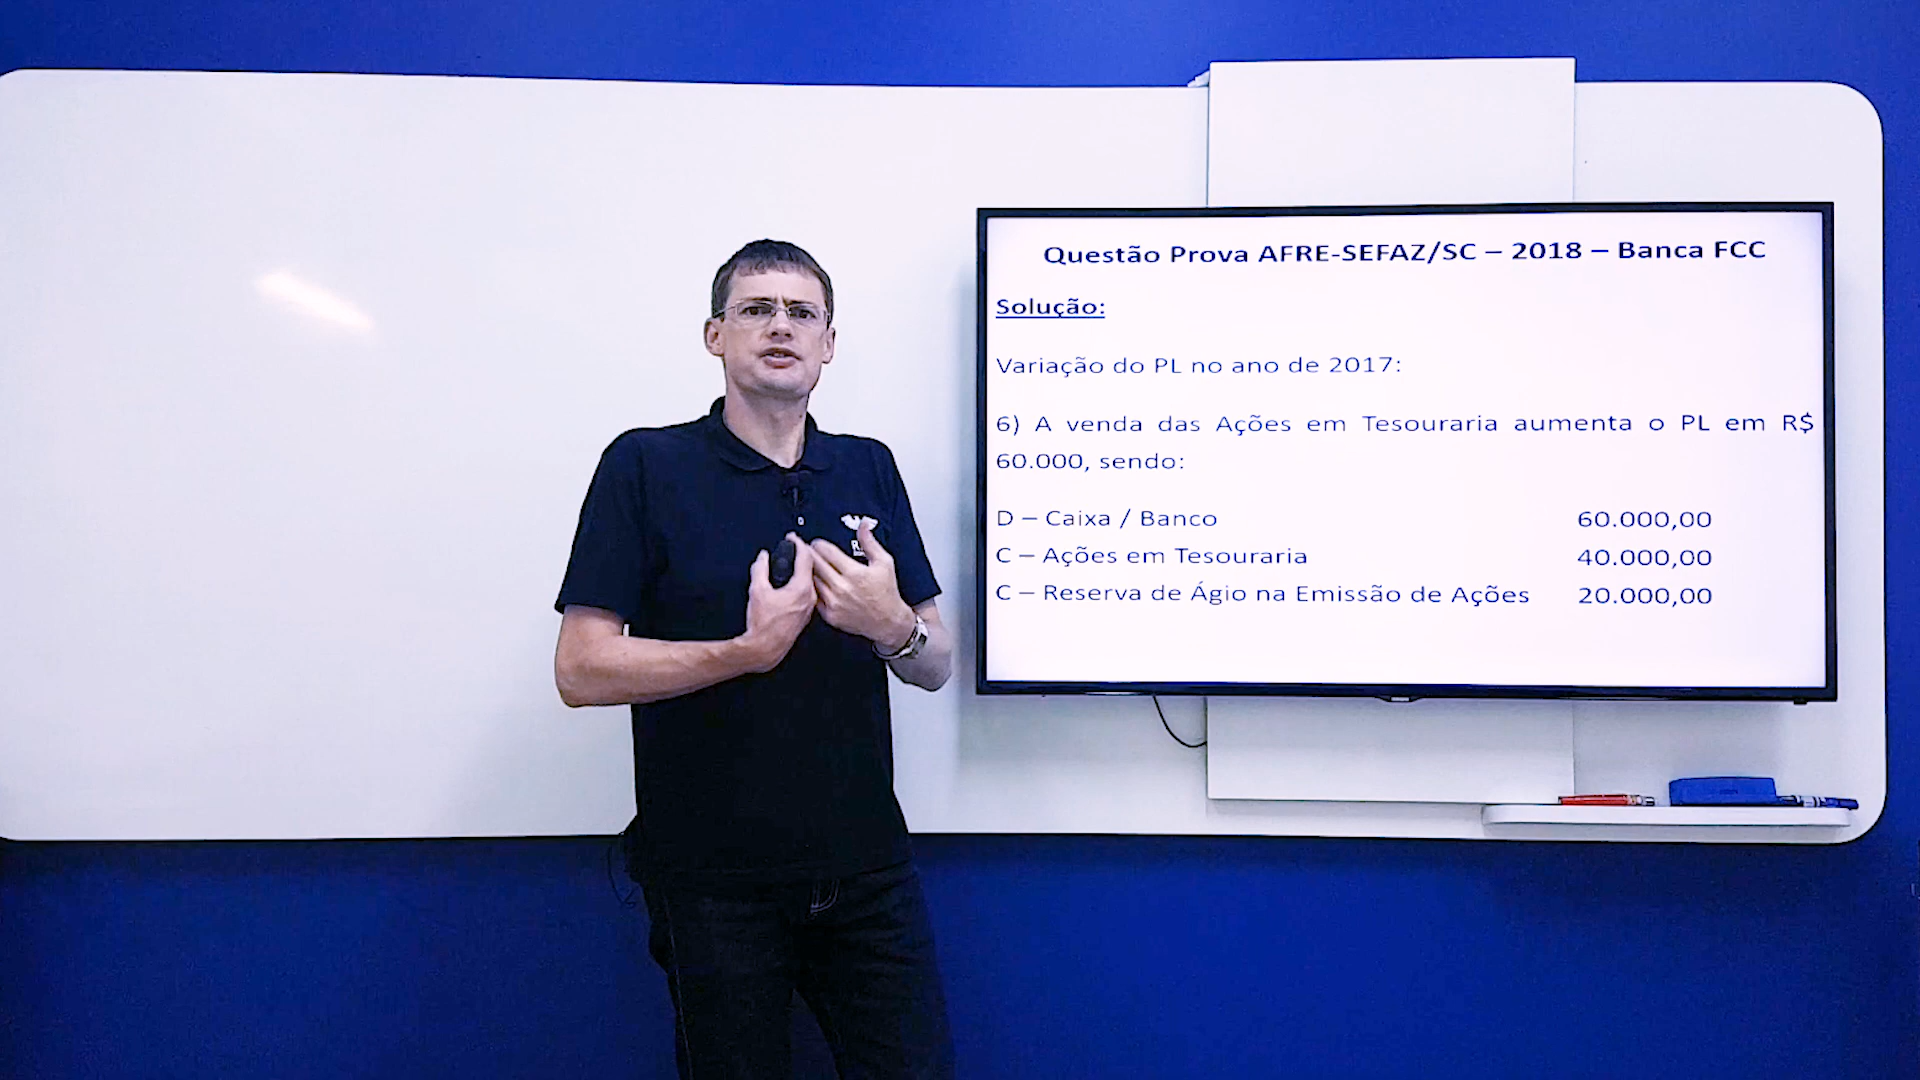 Questão Prova AFRE-SEFAZ/SC – 2018 – Banca FCC
Solução:
Variação do PL no ano de 2017:
6) A venda das Ações em Tesouraria aumenta o PL em R$
60.000, sendo:
D – Caixa / Banco 60.000,00
C – Ações em Tesouraria 40.000,00
C – Reserva de Ágio na Emissão de Ações 20.000,00